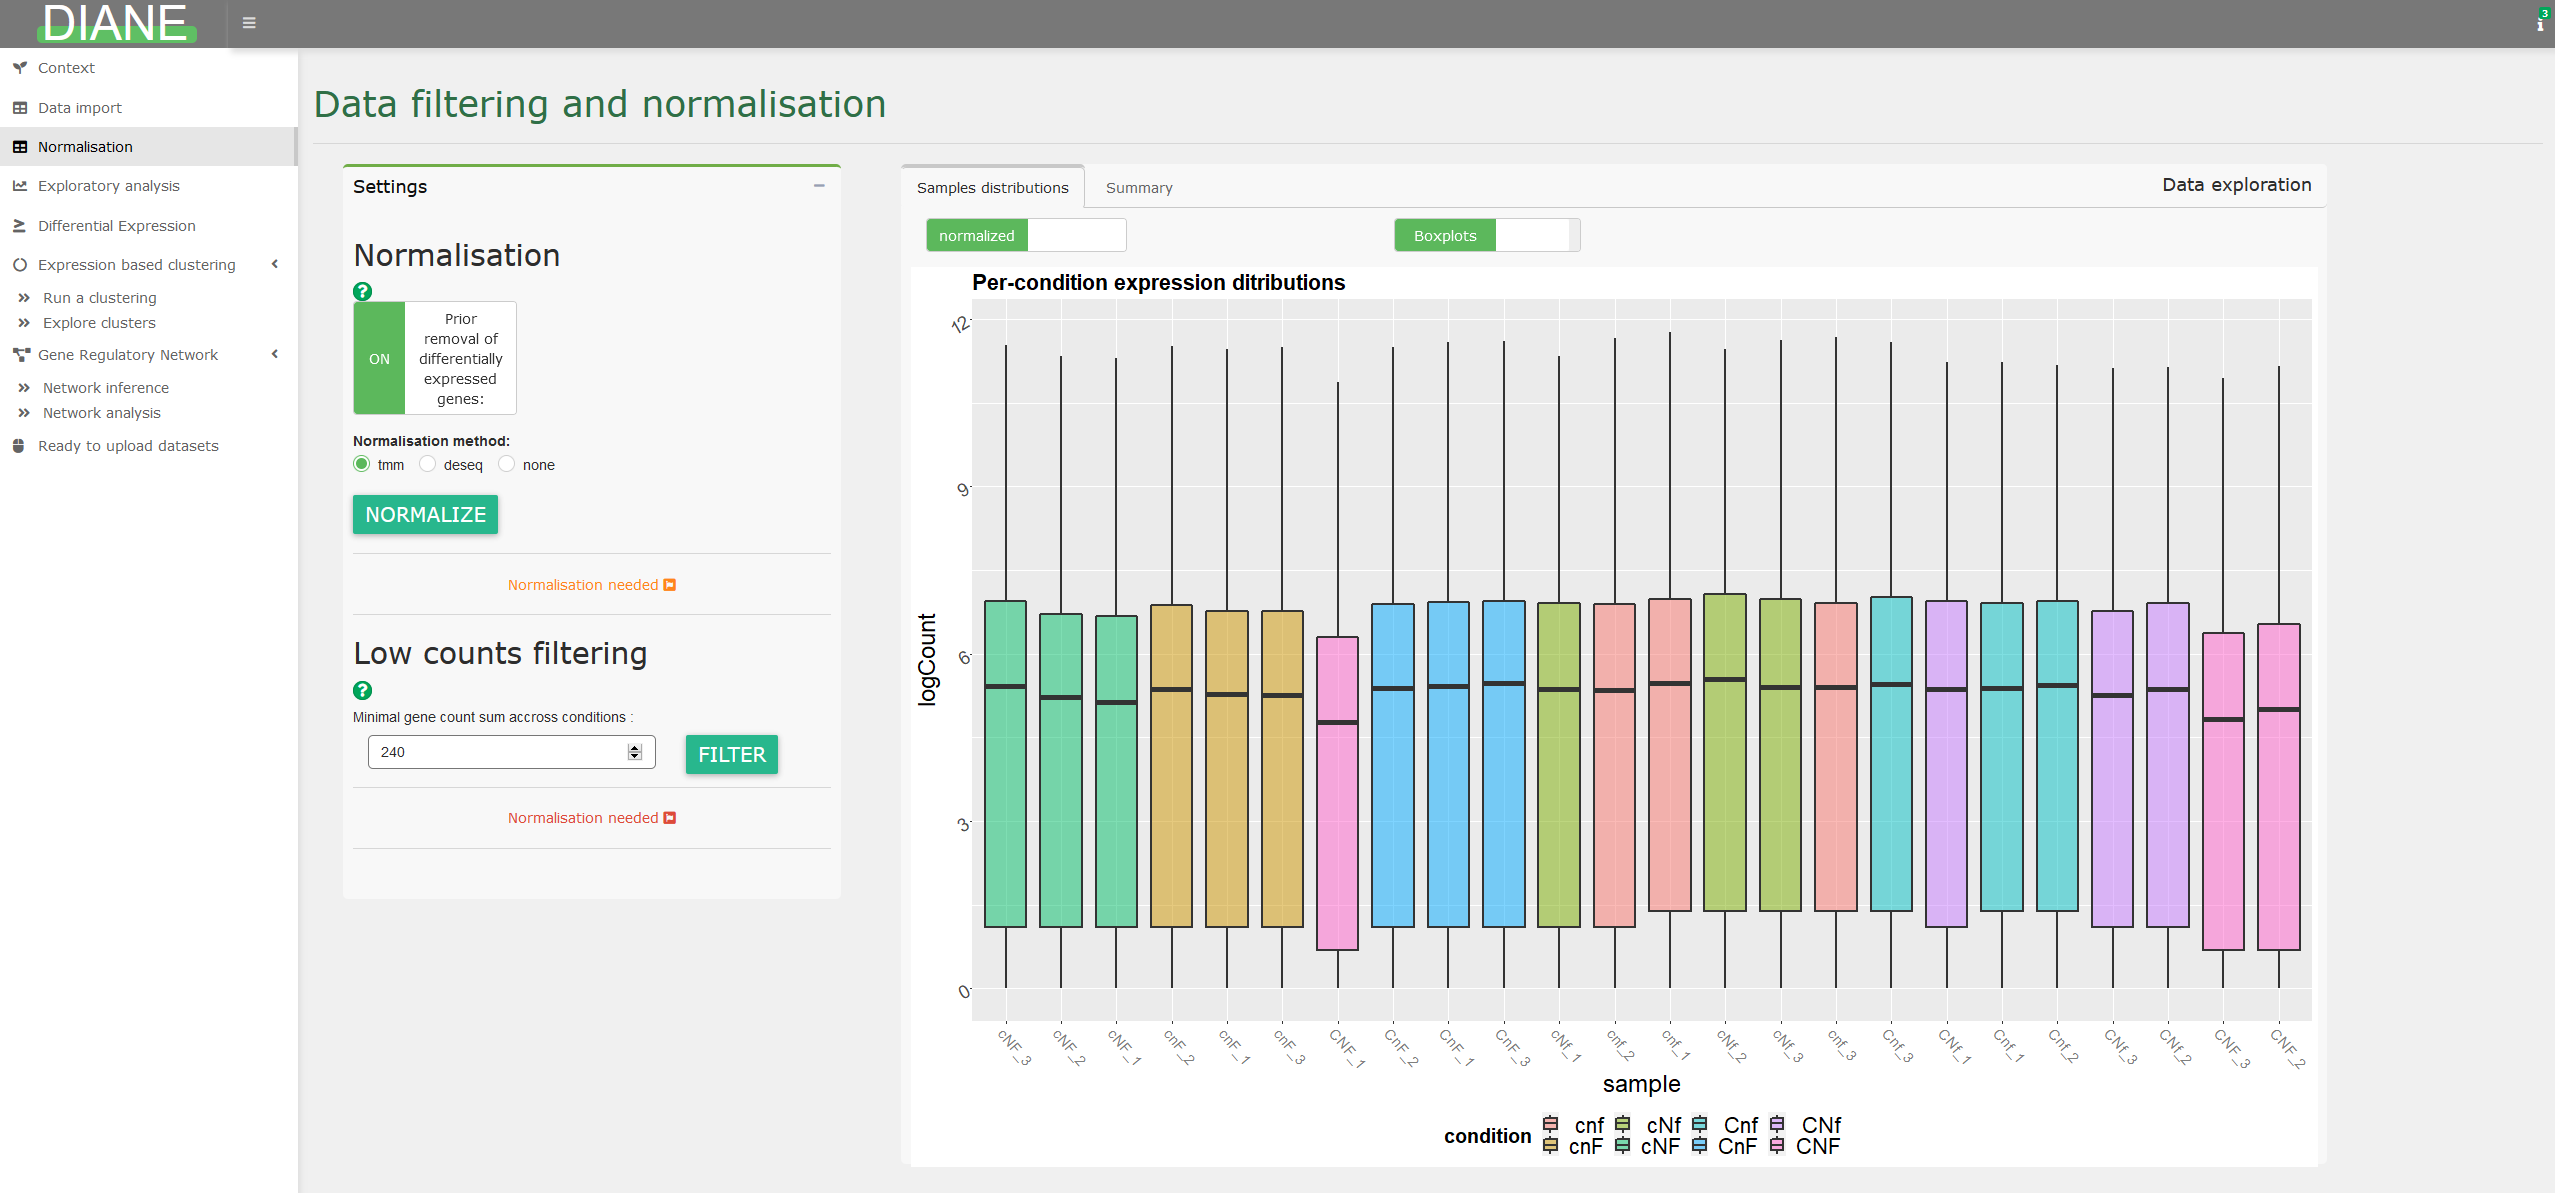 DIANE
3
Context
Data import
Normalisation
Exploratory analysis
Differential Expression
Expression based clustering
Run a clustering
Explore clusters
Gene Regulatory Network
Network inference
Network analysis
Ready to upload datasets
Data filtering and normalisation
Settings
Normalisation
?
ON
Prior
removal of
differentially
expressed
genes:
Normalisation method:
tmm deseq none
NORMALIZE
Normalisation needed
Low counts filtering
?
Minimal gene count sum accross conditions :
240
FILTER
Normalisation needed
Samples distributions Summary Data exploration
normalized Boxplots
Per-condition expression ditributions
12
9
6
3
0
logCount
cNF_3 cNF_2 cNF_1 cnF_2 cnF_1 cnF_3 CNF_1 CnF_2 CnF_1 CnF_3 cNf_1 cnf_2 cnf_1 cNf_2 cNf_3 cnf_3 Cnf_3 CNf_1 Cnf_1 Cnf_2 CNf_3 CNf_2 CNF_3 CNF_2
sample
condition
cnf cNf Cnf CNf
cnF cNF CnF CNF